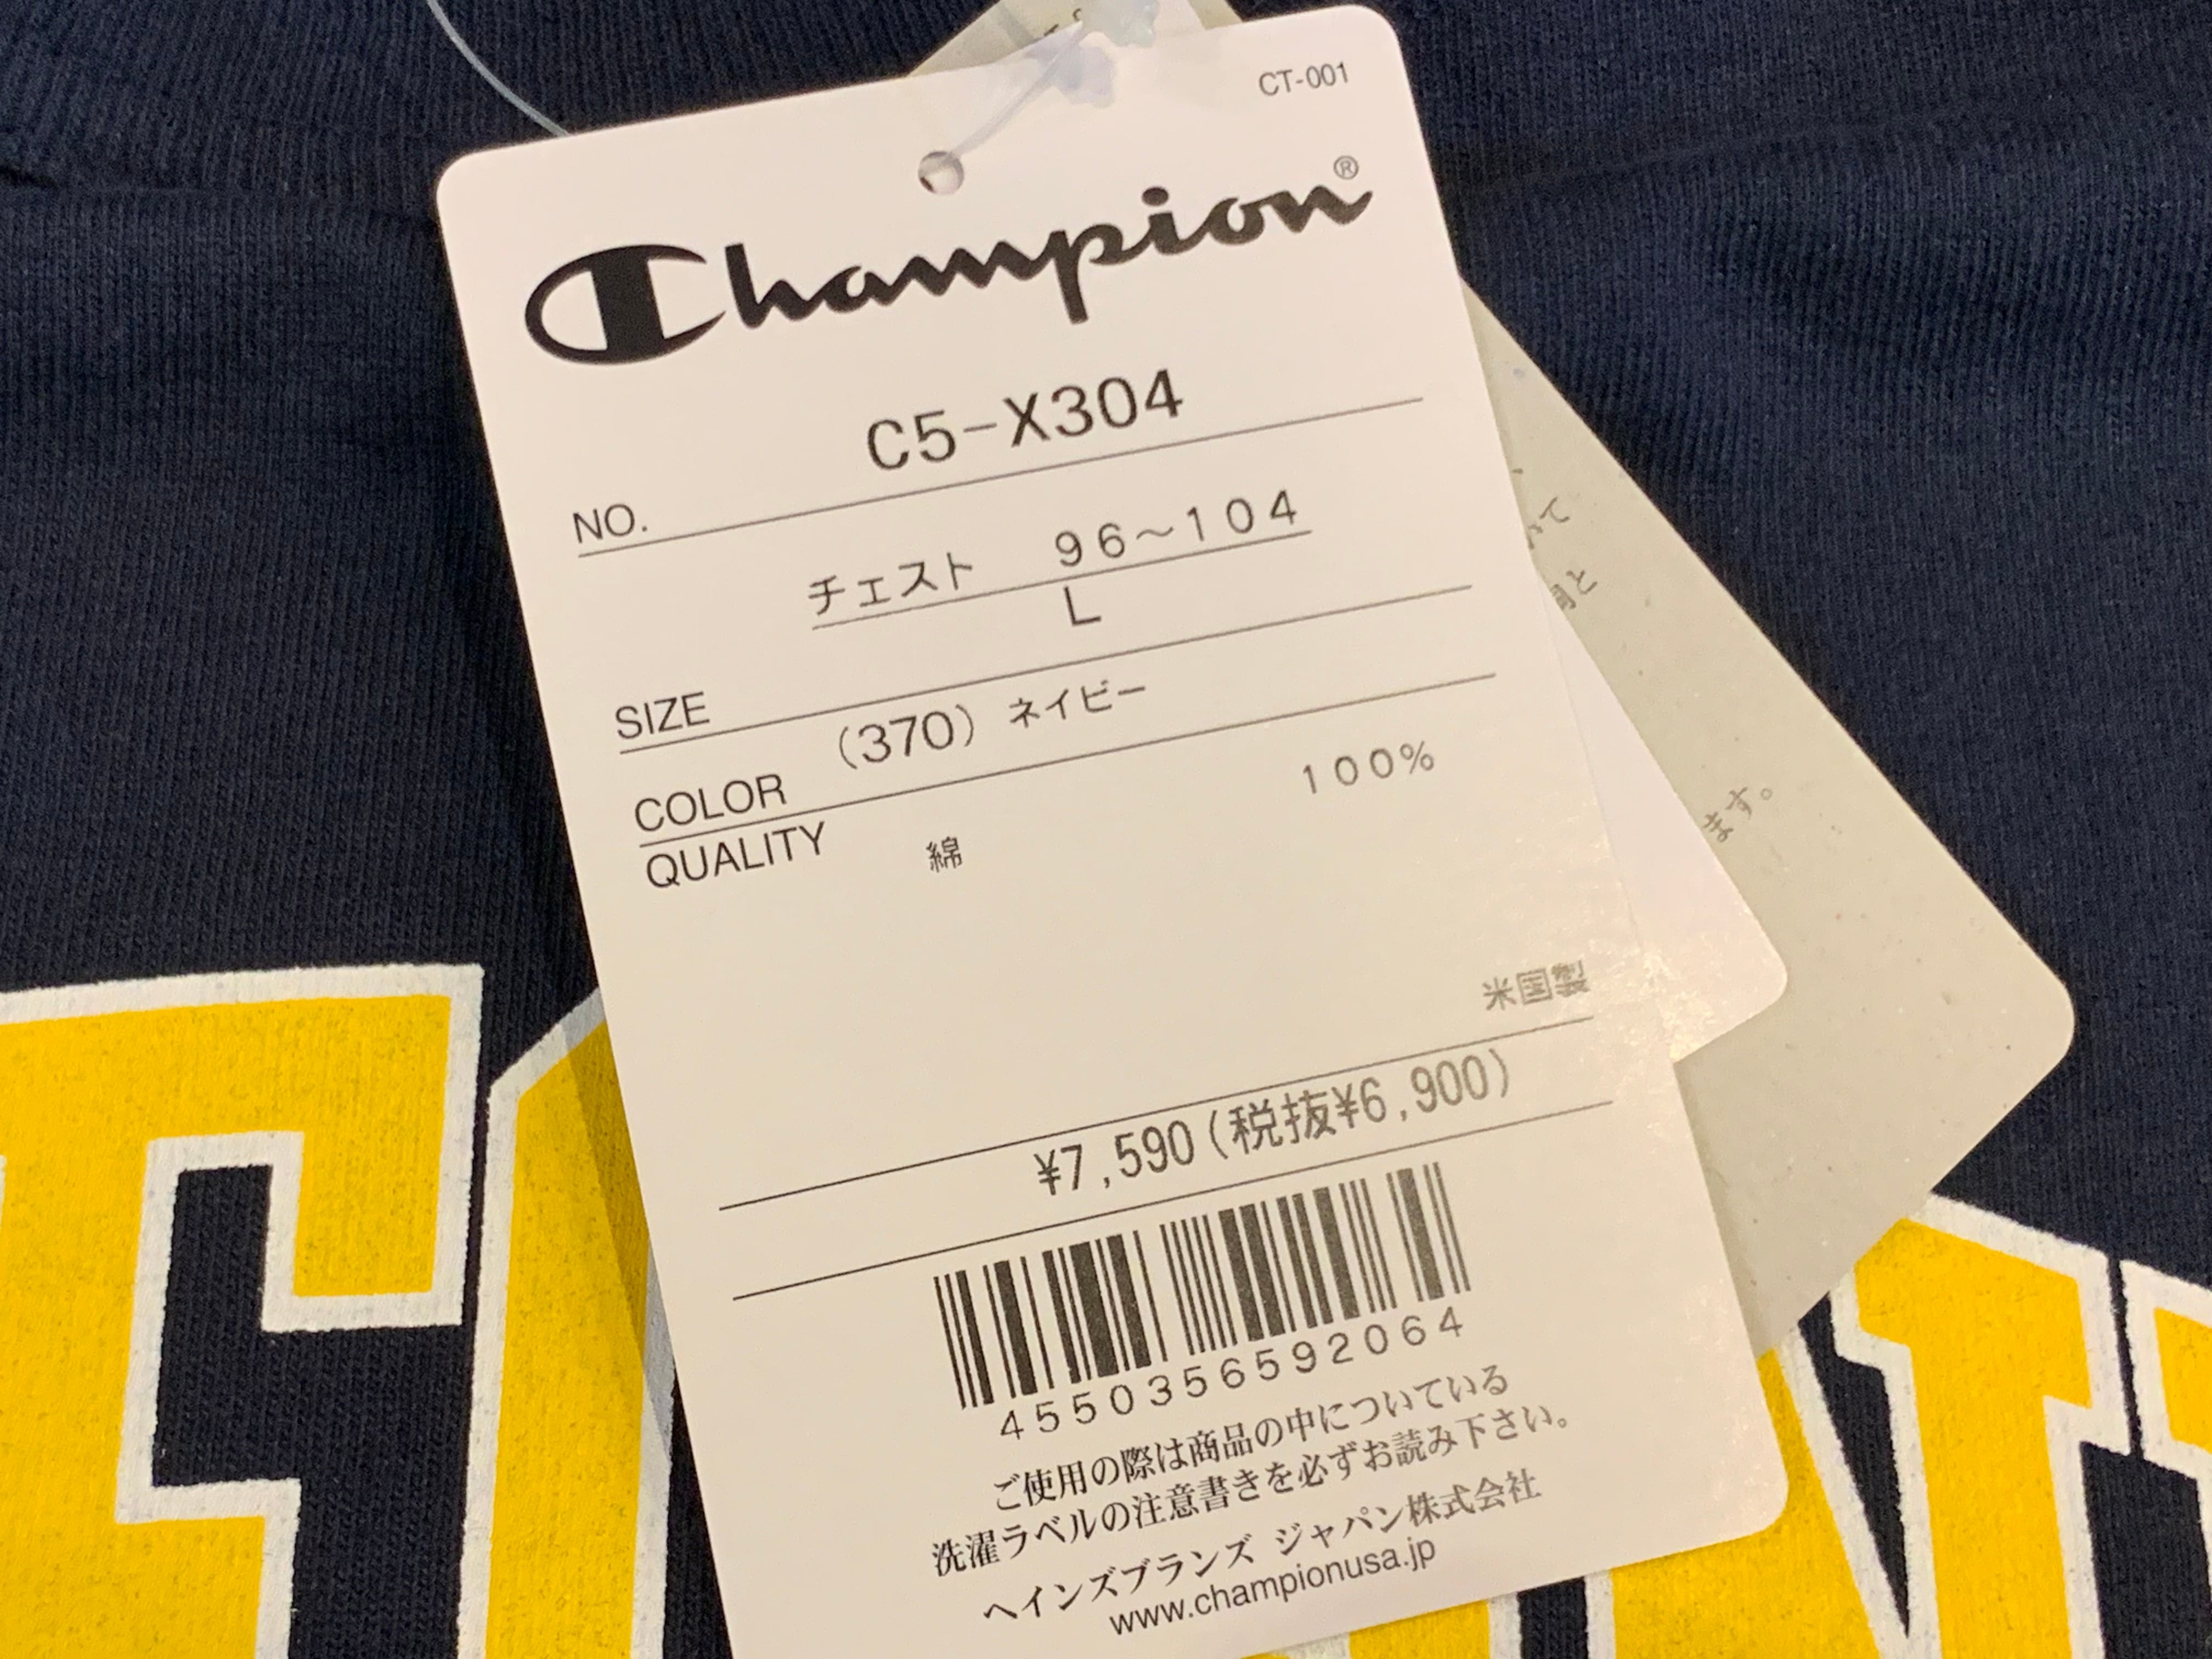 CT-001
Champion®
NO. C5-X304
チェスト 96～104
L
SIZE
COLOR (370) ネイビー
QUALITY 綿 100%
米国製
¥7,590(税抜¥6,900)
4550356592064
ご使用の際は商品の中についている
洗濯ラベルの注意書きを必ずお読み下さい。
ヘインズブランズ ジャパン株式会社
www.championusa.jp
ます。